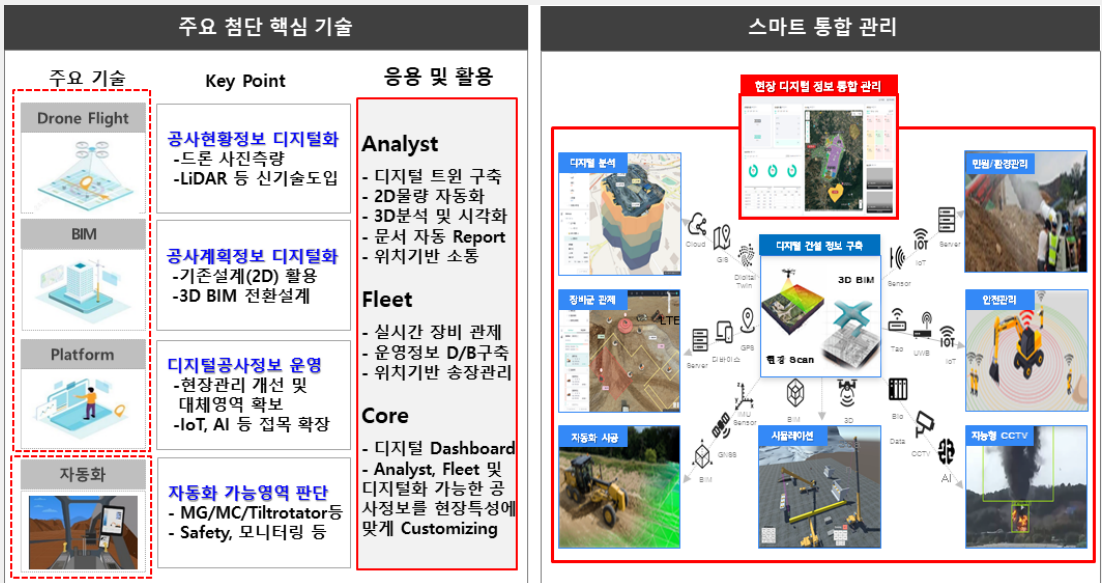 주요 첨단 핵심 기술
주요 기술
Key Point
응용 및 활용
Drone Flight
공사현황정보 디지털화
-드론 사진측량
-LiDAR 등 신기술도입
BIM
공사계획정보 디지털화
-기존설계(2D) 활용
-3D BIM 전환설계
Platform
디지털공사정보 운영
-현장관리 개선 및
대체영역 확보
-IoT, AI 등 접목 확장
자동화
자동화 가능영역 판단
- MG/MC/Tiltrotator등
- Safety, 모니터링 등
Analyst
- 디지털 트윈 구축
- 2D물량 자동화
- 3D분석 및 시각화
- 문서 자동 Report
- 위치기반 소통
Fleet
- 실시간 장비 관제
- 운영정보 D/B구축
- 위치기반 송장관리
Core
- 디지털 Dashboard
- Analyst, Fleet 및
디지털화 가능한 공
사정보를 현장특성에
맞게 Customizing
스마트 통합 관리
현장 디지털 정보 통합 관리
디지털 분석
민원/환경관리
Cloud
GIS
Digital
Twin
디지털 건설 정보 구축
3D BIM
현장 Scan
Sensor
IoT
Server
장비군 관제
LTE
Server
디바이스
GPS
Tag
UWB
IoT
안전관리
자동화 시공
BIM
GNSS
IMU
Sensor
BIM
3D
시뮬레이션
Big
Data
CCTV
AI
지능형 CCTV